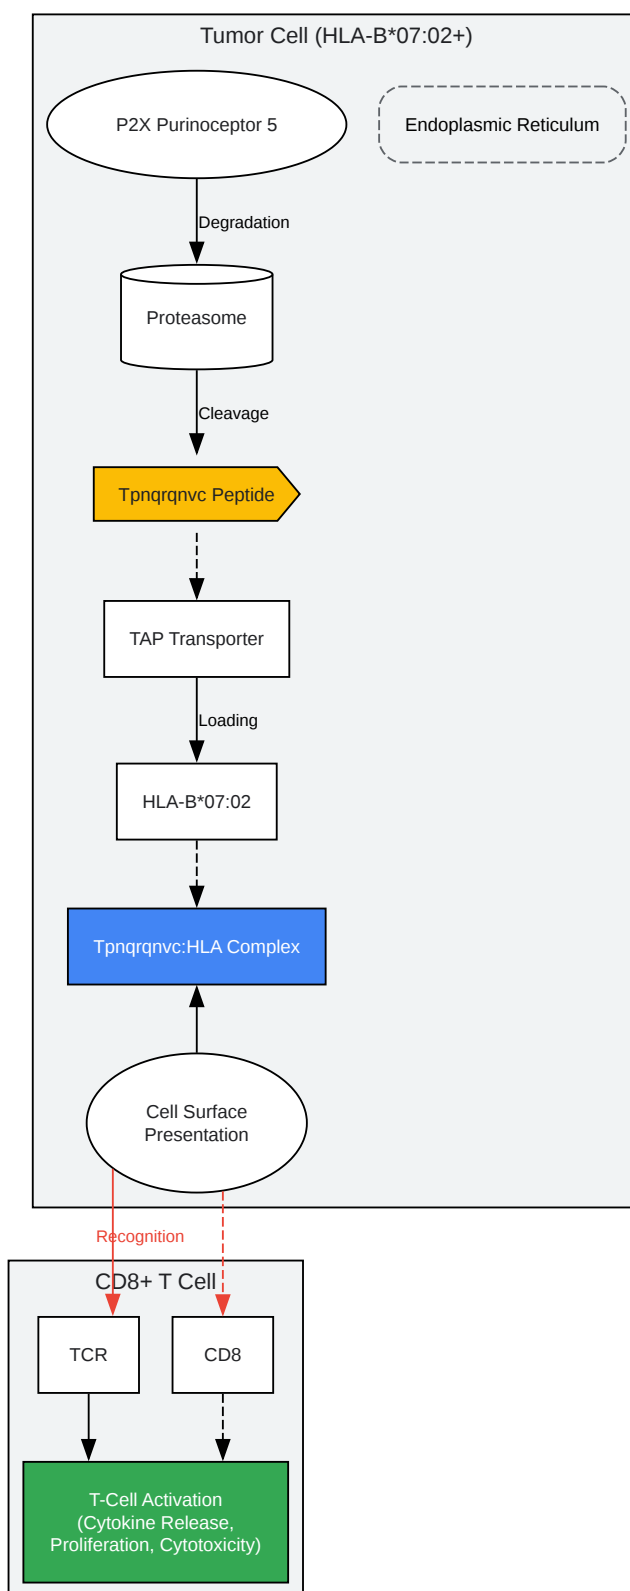 Tumor Cell (HLA-B*07:02+)
P2X Purinoceptor 5
Endoplasmic Reticulum
Degradation
Proteasome
Cleavage
Tpnqrqnvc Peptide
TAP Transporter
Loading
HLA-B*07:02
Tpnqrqnvc:HLA Complex
Cell Surface
Presentation
Recognition
CD8+ T Cell
TCR
CD8
T-Cell Activation
(Cytokine Release,
Proliferation, Cytotoxicity)